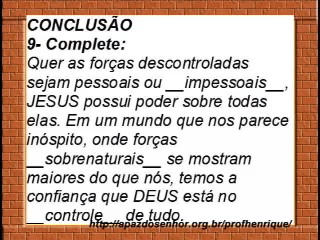 CONCLUSÃO
9- Complete:
Quer as forças descontroladas
sejam pessoais ou __impessoais__,
JESUS possui poder sobre todas
elas. Em um mundo que nos parece
inóspito, onde forças
__sobrenaturais__ se mostram
maiores do que nós, temos a
confiança que DEUS está no
__controle__ de tudo.
http://apazdosenhor.org.br/profhenrique/